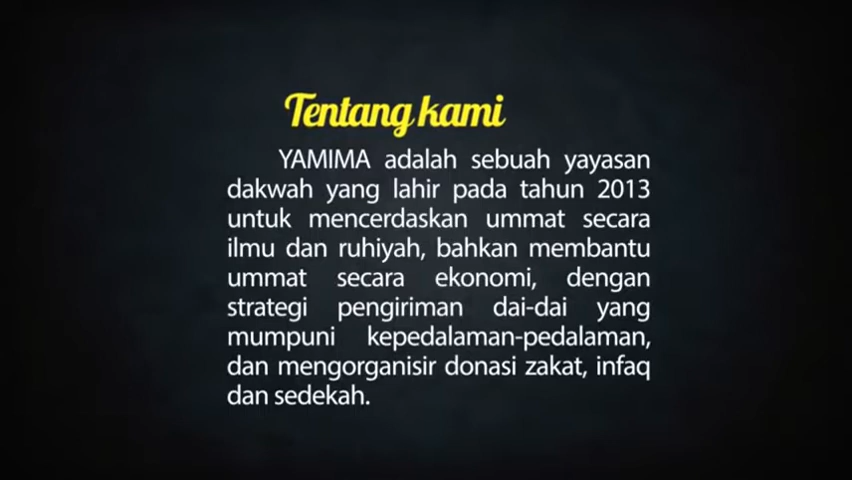 Tentang kami
YAMIMA adalah sebuah yayasan
dakwah yang lahir pada tahun 2013
untuk mencerdaskan ummat secara
ilmu dan ruhiyah, bahkan membantu
ummat secara ekonomi, dengan
strategi pengiriman dai-dai yang
mumpuni kepedalaman-pedalaman,
dan mengorganisir donasi zakat, infaq
dan sedekah.